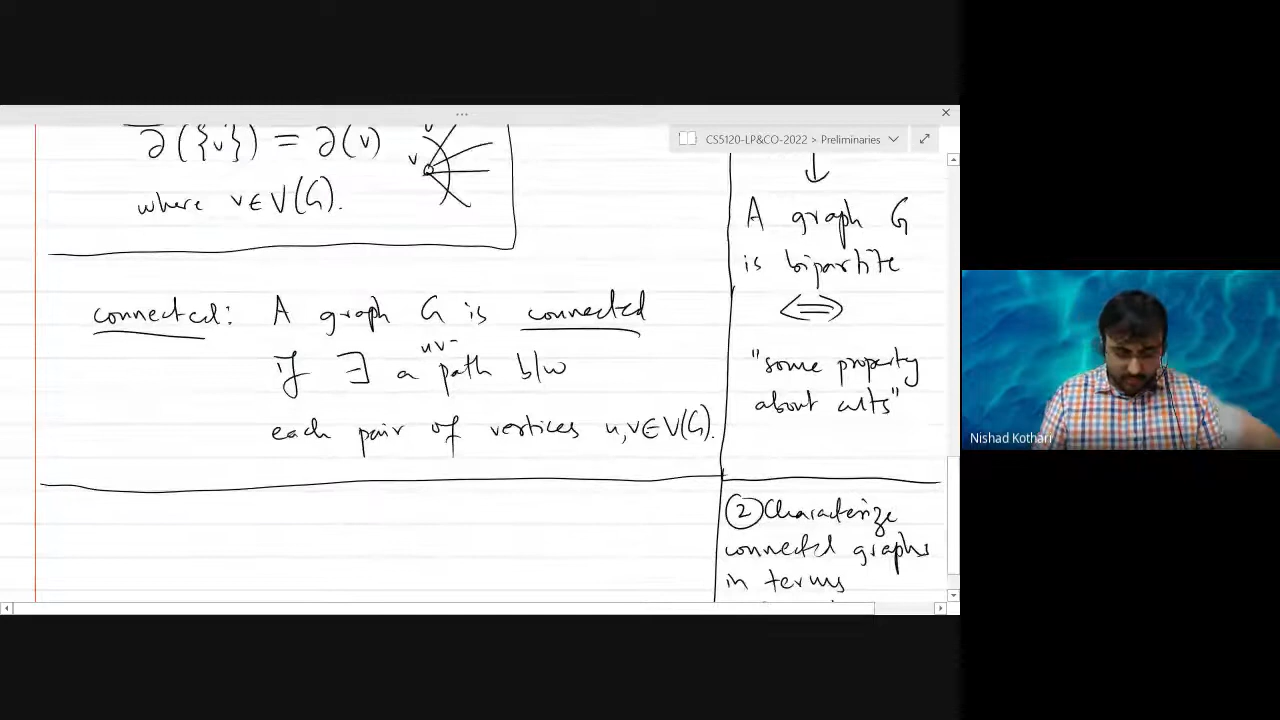 ∂({v}) = ∂(v)
v
where v ∈ V(G).
connected: A graph G is connected
uv-
if ∃ a path b/w
each pair of vertices u,v ∈ V(G).
CS5120-LP&CO-2022 > Preliminaries
A graph G
is bipartite
⟺
"some property
about cuts"
② Characterize
connected graphs
in terms
Nishad Kothari